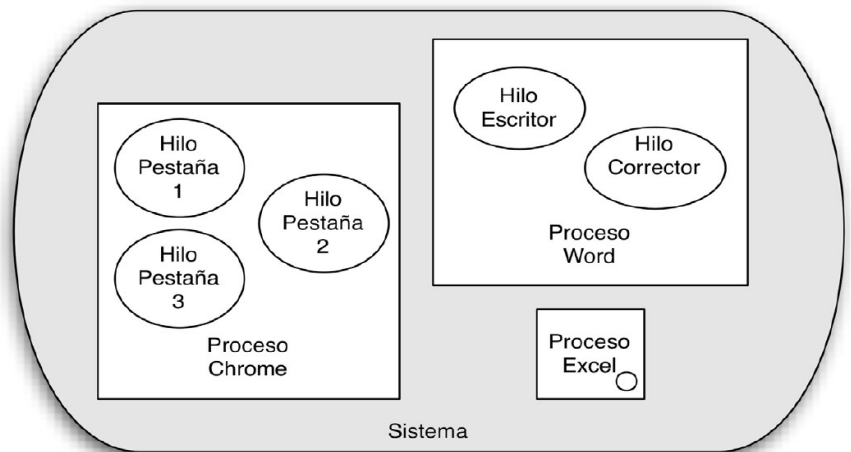 Hilo
Pestaña
1
Hilo
Pestaña
2
Hilo
Pestaña
3
Proceso
Chrome
Hilo
Escritor
Hilo
Corrector
Proceso
Word
Proceso
Excel
Sistema